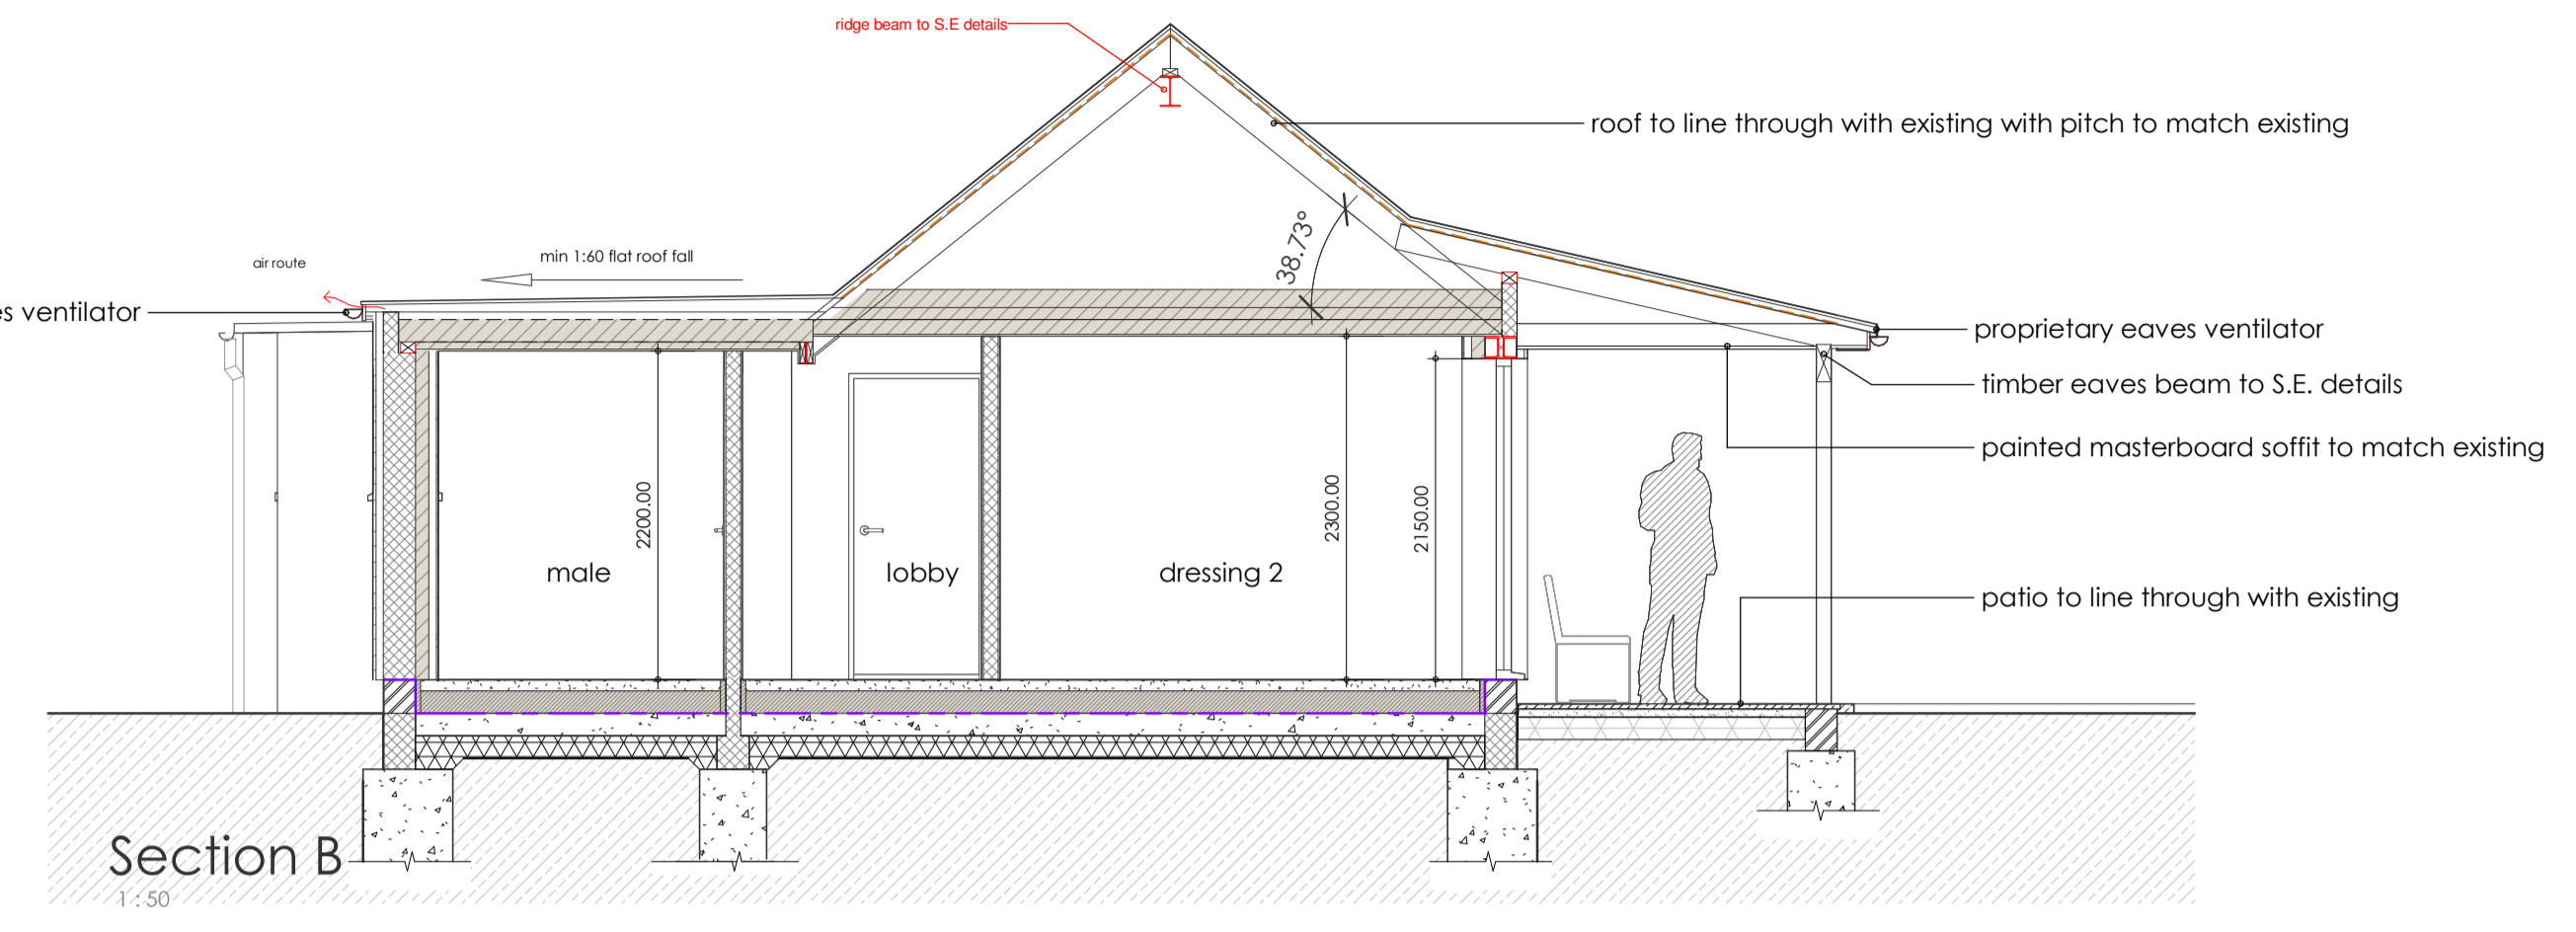 ridge beam to S.E details
roof to line through with existing with pitch to match existing
38.73°
min 1:60 flat roof fall
air route
ventilator
proprietary eaves ventilator
timber eaves beam to S.E. details
painted masterboard soffit to match existing
2200.00
2300.00
2150.00
male
lobby
dressing 2
patio to line through with existing
Section B
1 : 50